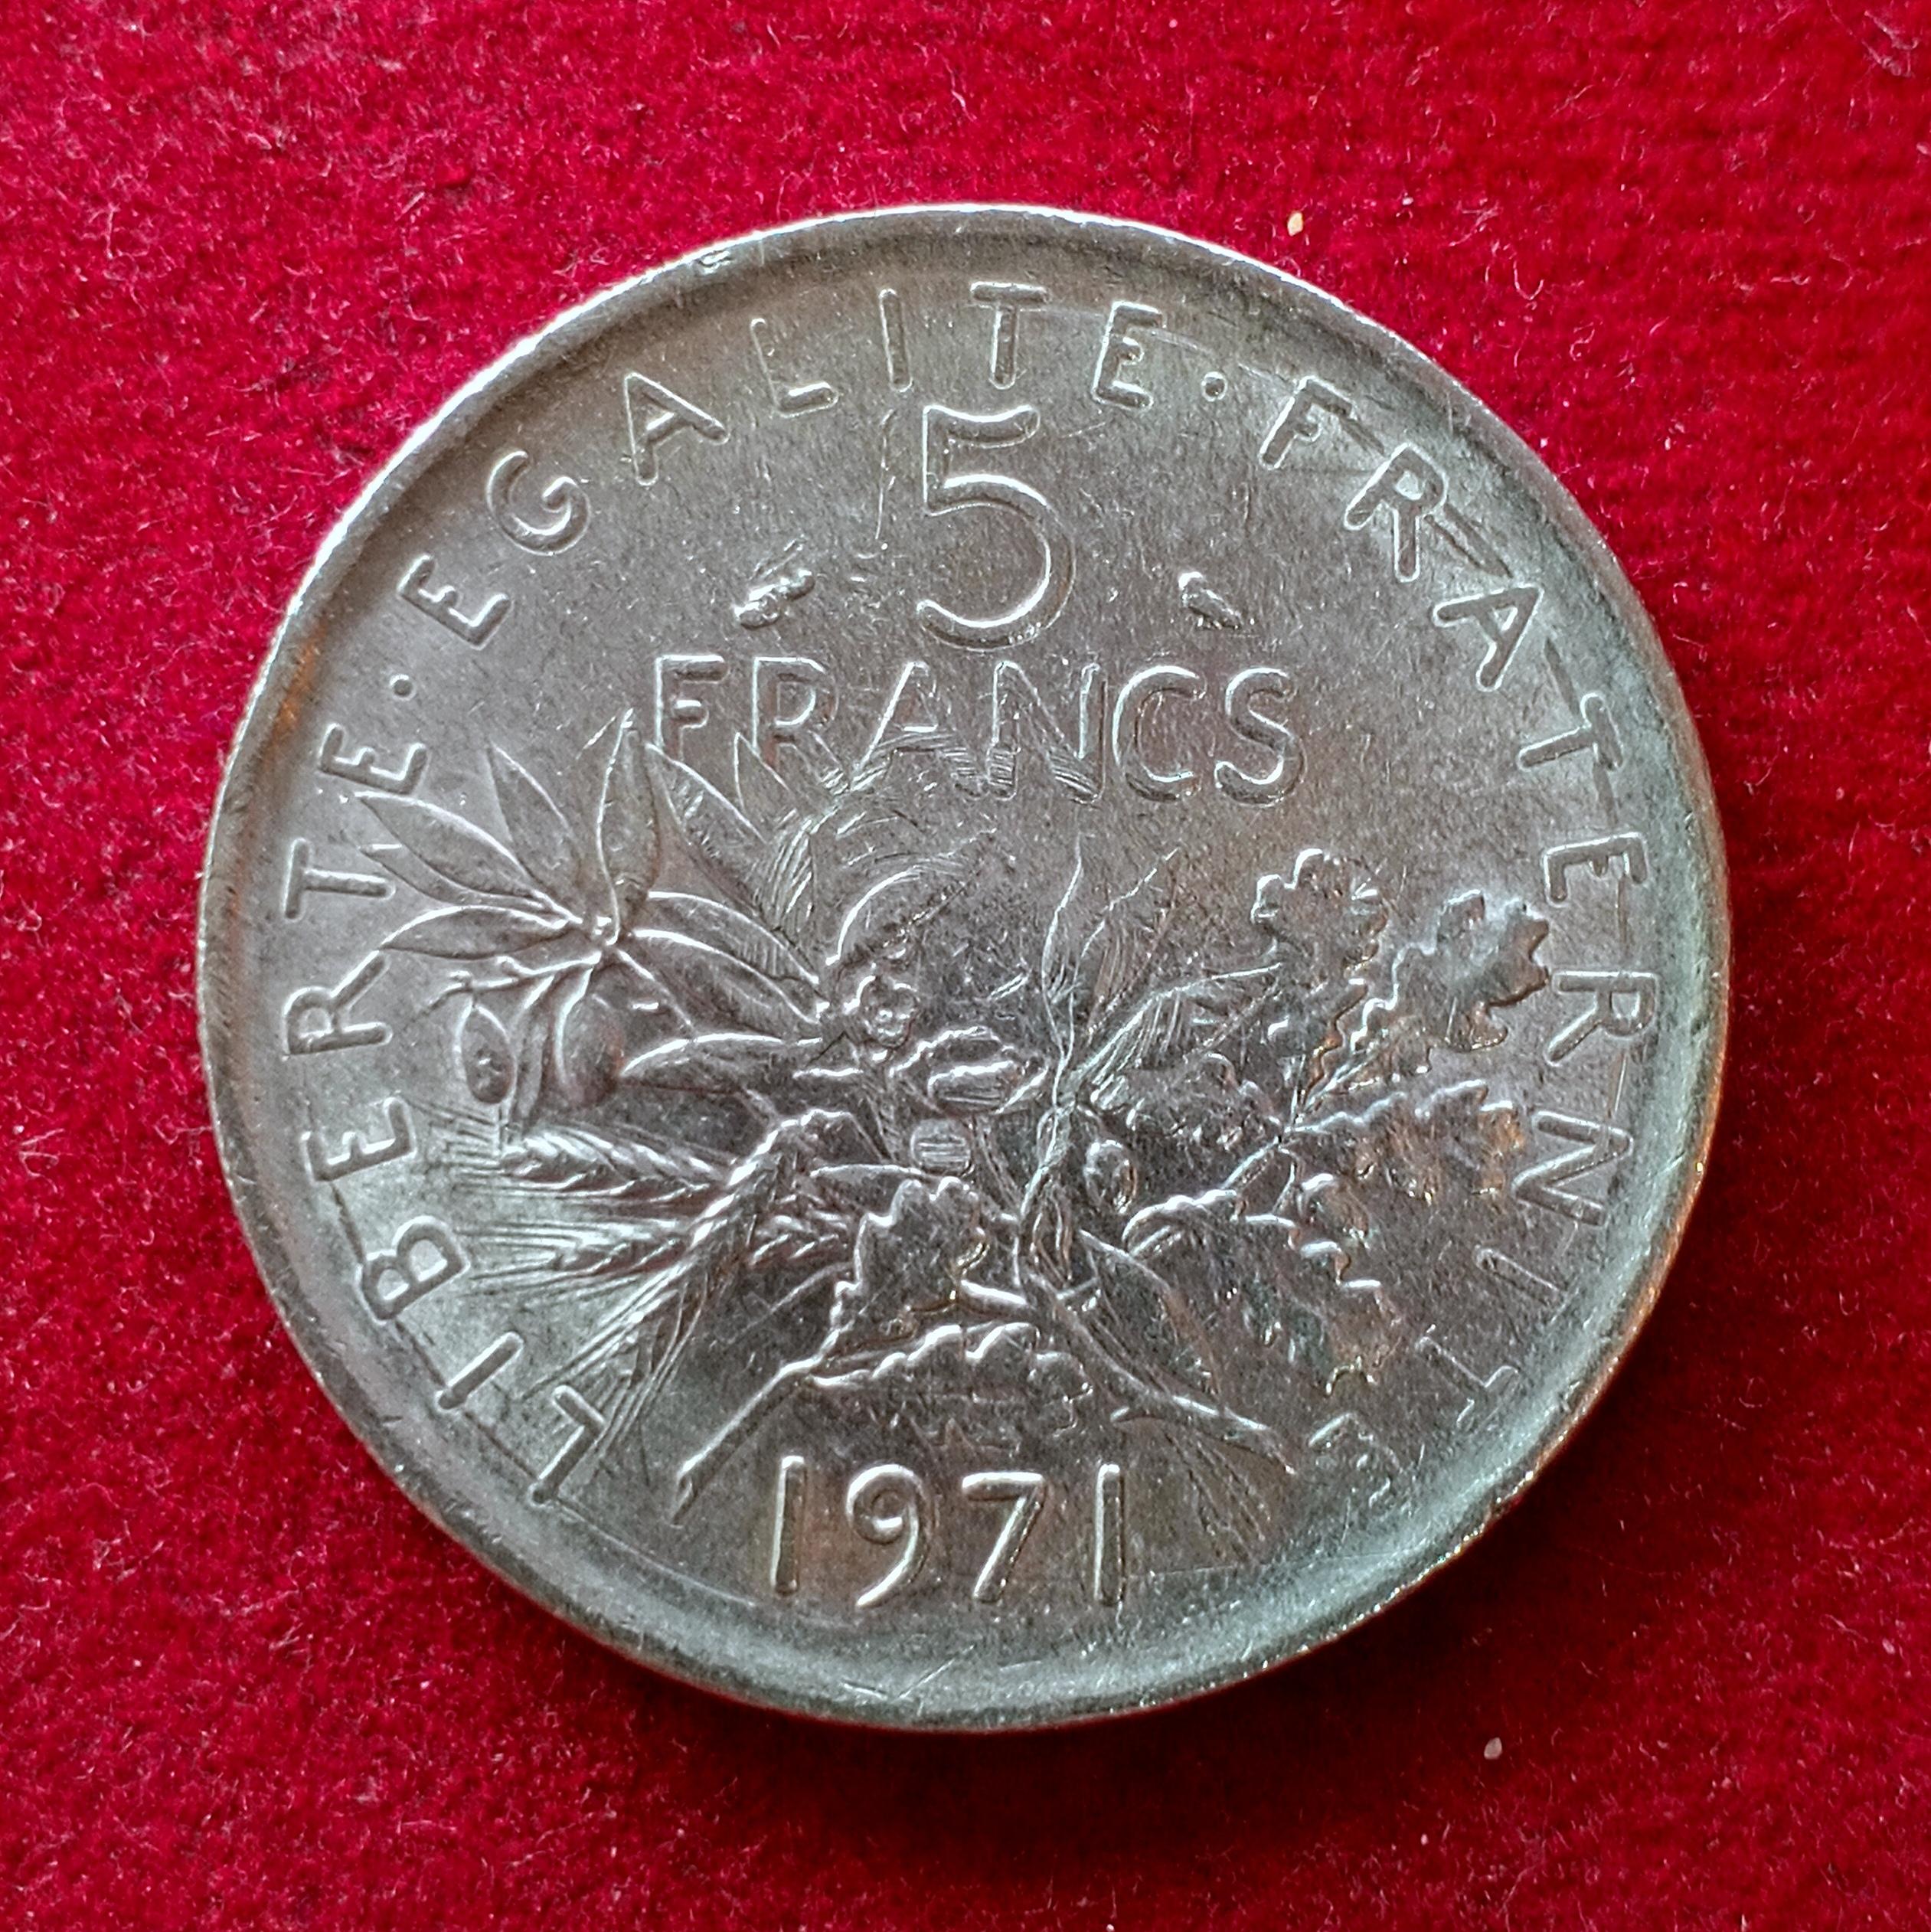 LIBERTE · EGALITE · FRATERNITE
5
FRANCS
1971